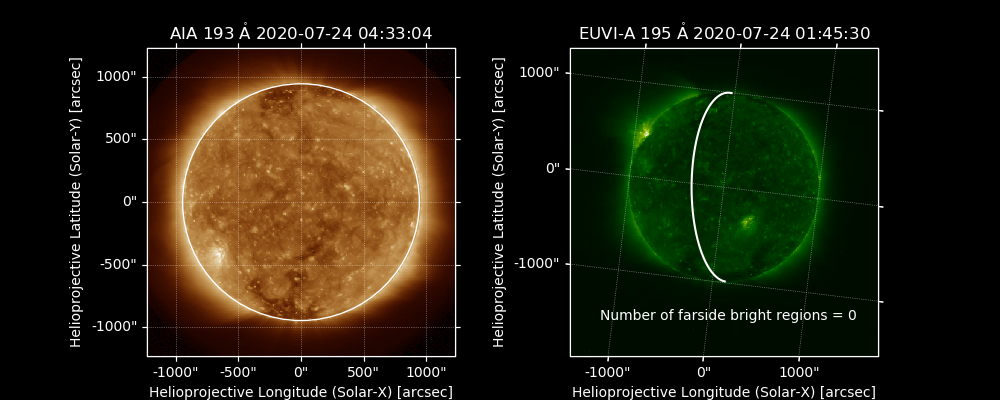 AIA 193 Å 2020-07-24 04:33:04
1000"
500"
0"
-500"
-1000"
-1000"
-500"
0"
500"
1000"
Helioprojective Longitude (Solar-X) [arcsec]
Helioprojective Latitude (Solar-Y) [arcsec]
EUVI-A 195 Å 2020-07-24 01:45:30
1000"
0"
-1000"
Number of farside bright regions = 0
-1000"
0"
1000"
Helioprojective Longitude (Solar-X) [arcsec]
Helioprojective Latitude (Solar-Y) [arcsec]